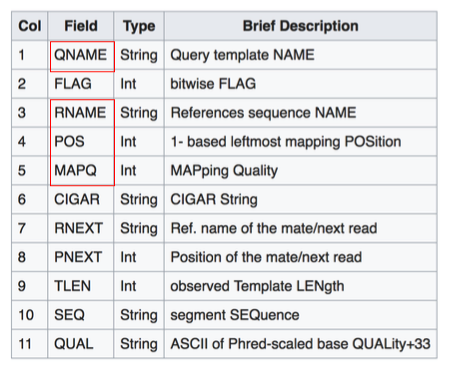 Col Field Type Brief Description
1 QNAME String Query template NAME
2 FLAG Int bitwise FLAG
3 RNAME String References sequence NAME
4 POS Int 1- based leftmost mapping POSition
5 MAPQ Int MAPping Quality
6 CIGAR String CIGAR String
7 RNEXT String Ref. name of the mate/next read
8 PNEXT Int Position of the mate/next read
9 TLEN Int observed Template LENgth
10 SEQ String segment SEQuence
11 QUAL String ASCII of Phred-scaled base QUALity+33